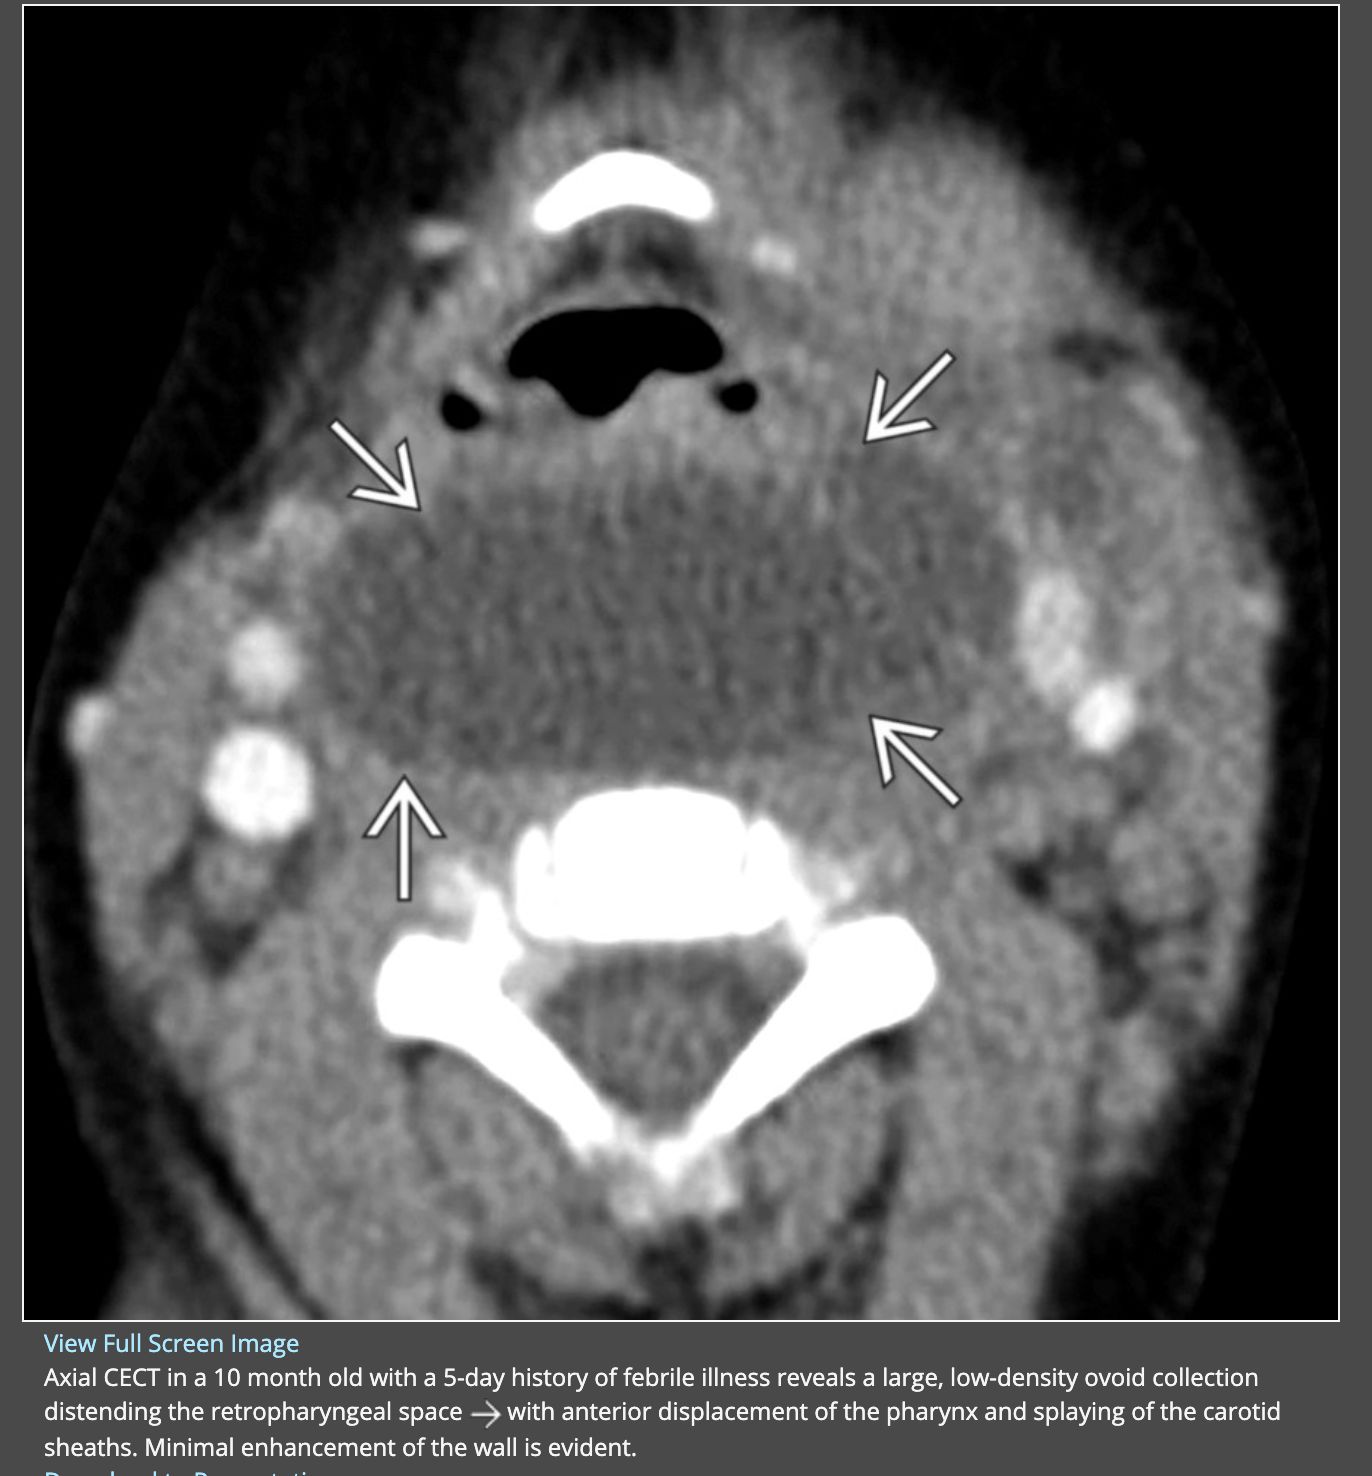 View Full Screen Image
Axial CECT in a 10 month old with a 5-day history of febrile illness reveals a large, low-density ovoid collection
distending the retropharyngeal space → with anterior displacement of the pharynx and splaying of the carotid
sheaths. Minimal enhancement of the wall is evident.